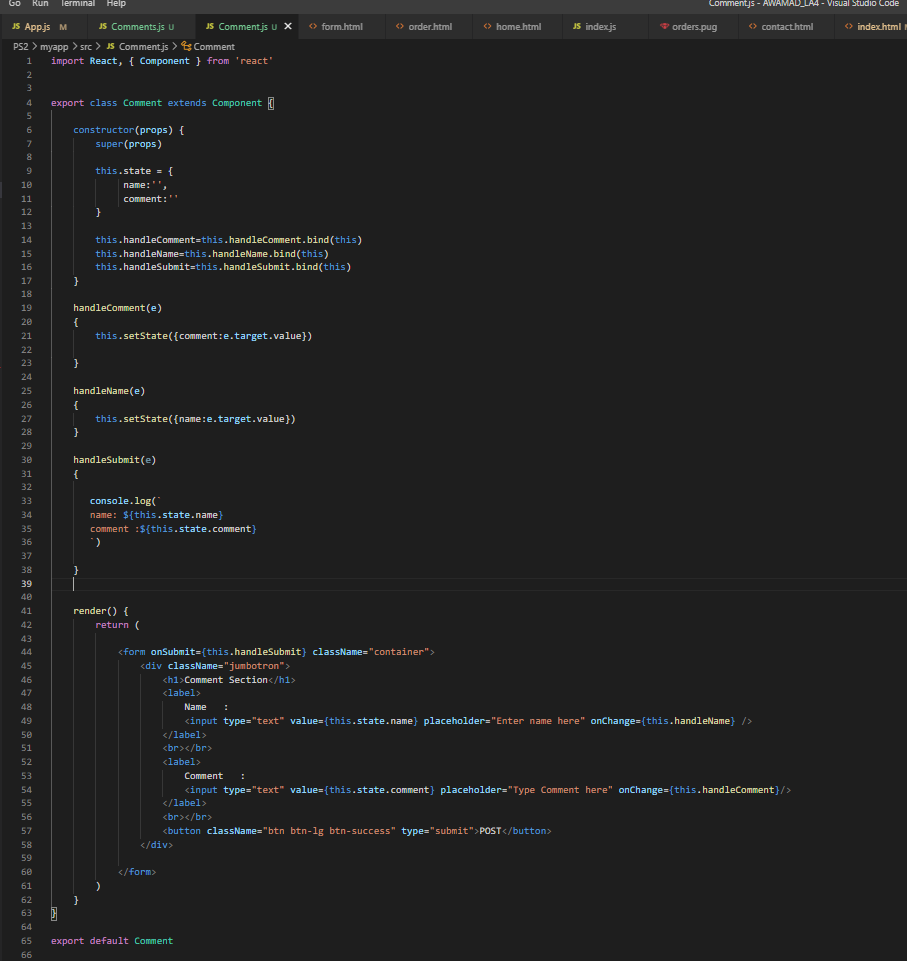 Go Run Terminal Help Comment.js - AWAMAD_LA4 - Visual Studio Code
JS App.js M JS Comments.js U JS Comment.js U × <> form.html <> order.html <> home.html JS index.js orders.pug <> contact.html <> index.html
PS2 > myapp > src > JS Comment.js > Comment
1 import React, { Component } from 'react'
2
3
4 export class Comment extends Component {
5
6 constructor(props) {
7 super(props)
8
9 this.state = {
10 name:'',
11 comment:''
12 }
13
14 this.handleComment=this.handleComment.bind(this)
15 this.handleName=this.handleName.bind(this)
16 this.handleSubmit=this.handleSubmit.bind(this)
17 }
18
19 handleComment(e)
20 {
21 this.setState({comment:e.target.value})
22
23 }
24
25 handleName(e)
26 {
27 this.setState({name:e.target.value})
28 }
29
30 handleSubmit(e)
31 {
32
33 console.log(`
34 name: ${this.state.name}
35 comment :${this.state.comment}
36 `)
37
38 }
39
40
41 render() {
42 return (
43
44 <form onSubmit={this.handleSubmit} className="container">
45 <div className="jumbotron">
46 <h1>Comment Section</h1>
47 <label>
48 Name :
49 <input type="text" value={this.state.name} placeholder="Enter name here" onChange={this.handleName} />
50 </label>
51 <br></br>
52 <label>
53 Comment :
54 <input type="text" value={this.state.comment} placeholder="Type Comment here" onChange={this.handleComment}/>
55 </label>
56 <br></br>
57 <button className="btn btn-lg btn-success" type="submit">POST</button>
58 </div>
59
60 </form>
61 )
62 }
63 }
64
65 export default Comment
66